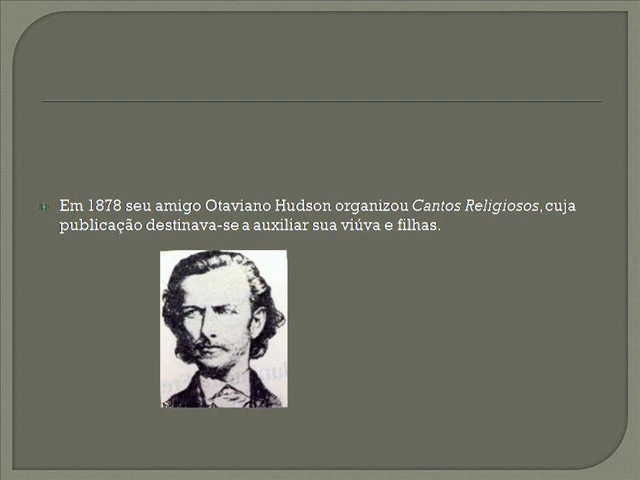 Em 1878 seu amigo Otaviano Hudson organizou Cantos Religiosos, cuja
publicação destinava-se a auxiliar sua viúva e filhas.